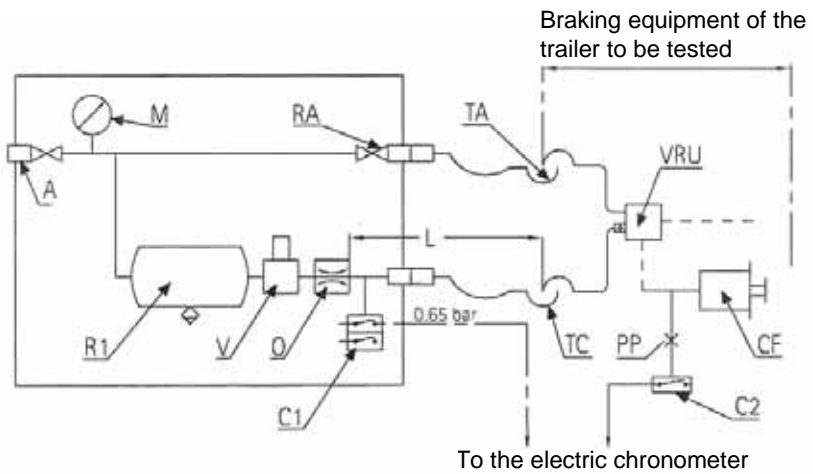 Braking equipment of the
trailer to be tested
M
RA
TA
VRU
A
L
0.65 bar
R1
V
O
C1
TC
PP
CF
C2
To the electric chronometer